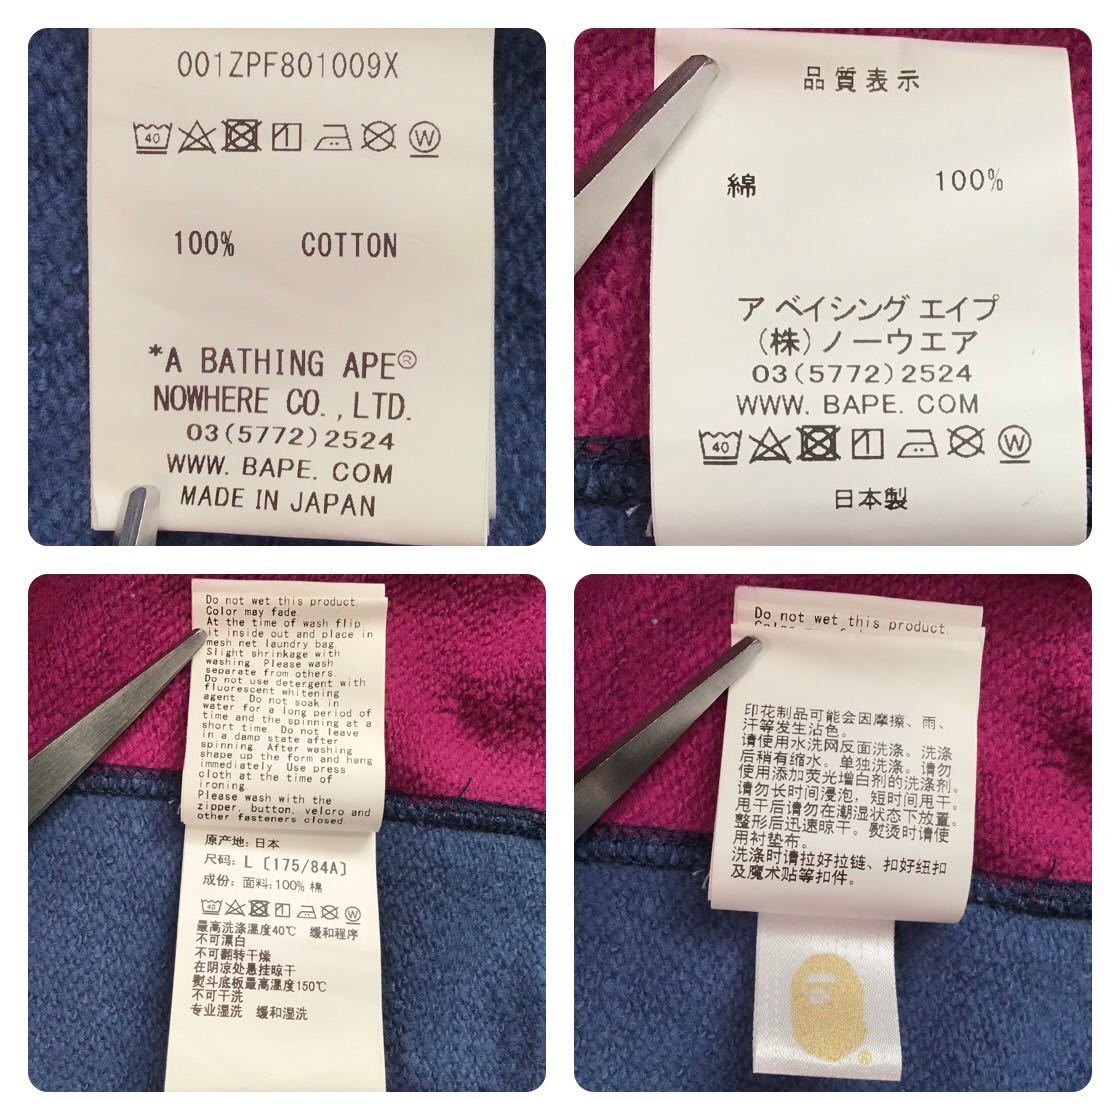 001ZPF801009X
40
W
100% COTTON
*A BATHING APE®
NOWHERE CO.,LTD.
03(5772)2524
WWW. BAPE. COM
MADE IN JAPAN
品質表示
綿 100%
ア ベイシング エイプ
(株)ノーウエア
03(5772)2524
WWW. BAPE. COM
40
W
日本製
Do not wet this product.
Color may fade.
At the time of wash flip
it inside out and place in
mesh net laundry bag.
Slight shrinkage with
washing. Please wash
separate from others.
Do not use detergent with
fluorescent whitening
agent. Do not soak in
water for a long period of
time and the spinning at a
short time. Do not leave
in a damp state after
spinning. After washing
shape up the form and hang
immediately. Use press
cloth at the time of
ironing.
Please wash with the
zipper, button, velcro and
other fasteners closed.
原产地: 日本
尺码: L [175/84A]
成份: 面料: 100% 棉
40
W
最高洗涤温度40℃ 缓和程序
不可漂白
不可翻转干燥
在阴凉处悬挂晾干
熨斗底板最高温度150℃
不可干洗
专业湿洗 缓和湿洗
Do not wet this product.
印花制品可能会因摩擦、雨、
汗等发生沾色。
请使用水洗网反面洗涤。洗涤
后稍有缩水。单独洗涤。请勿
使用添加荧光增白剂的洗涤剂。
请勿长时间浸泡，短时间甩干。
甩干后请勿在潮湿状态下放置。
整形后迅速晾干。熨烫时请使
用衬垫布。
洗涤时请拉好拉链、扣好纽扣
及魔术贴等扣件。
®